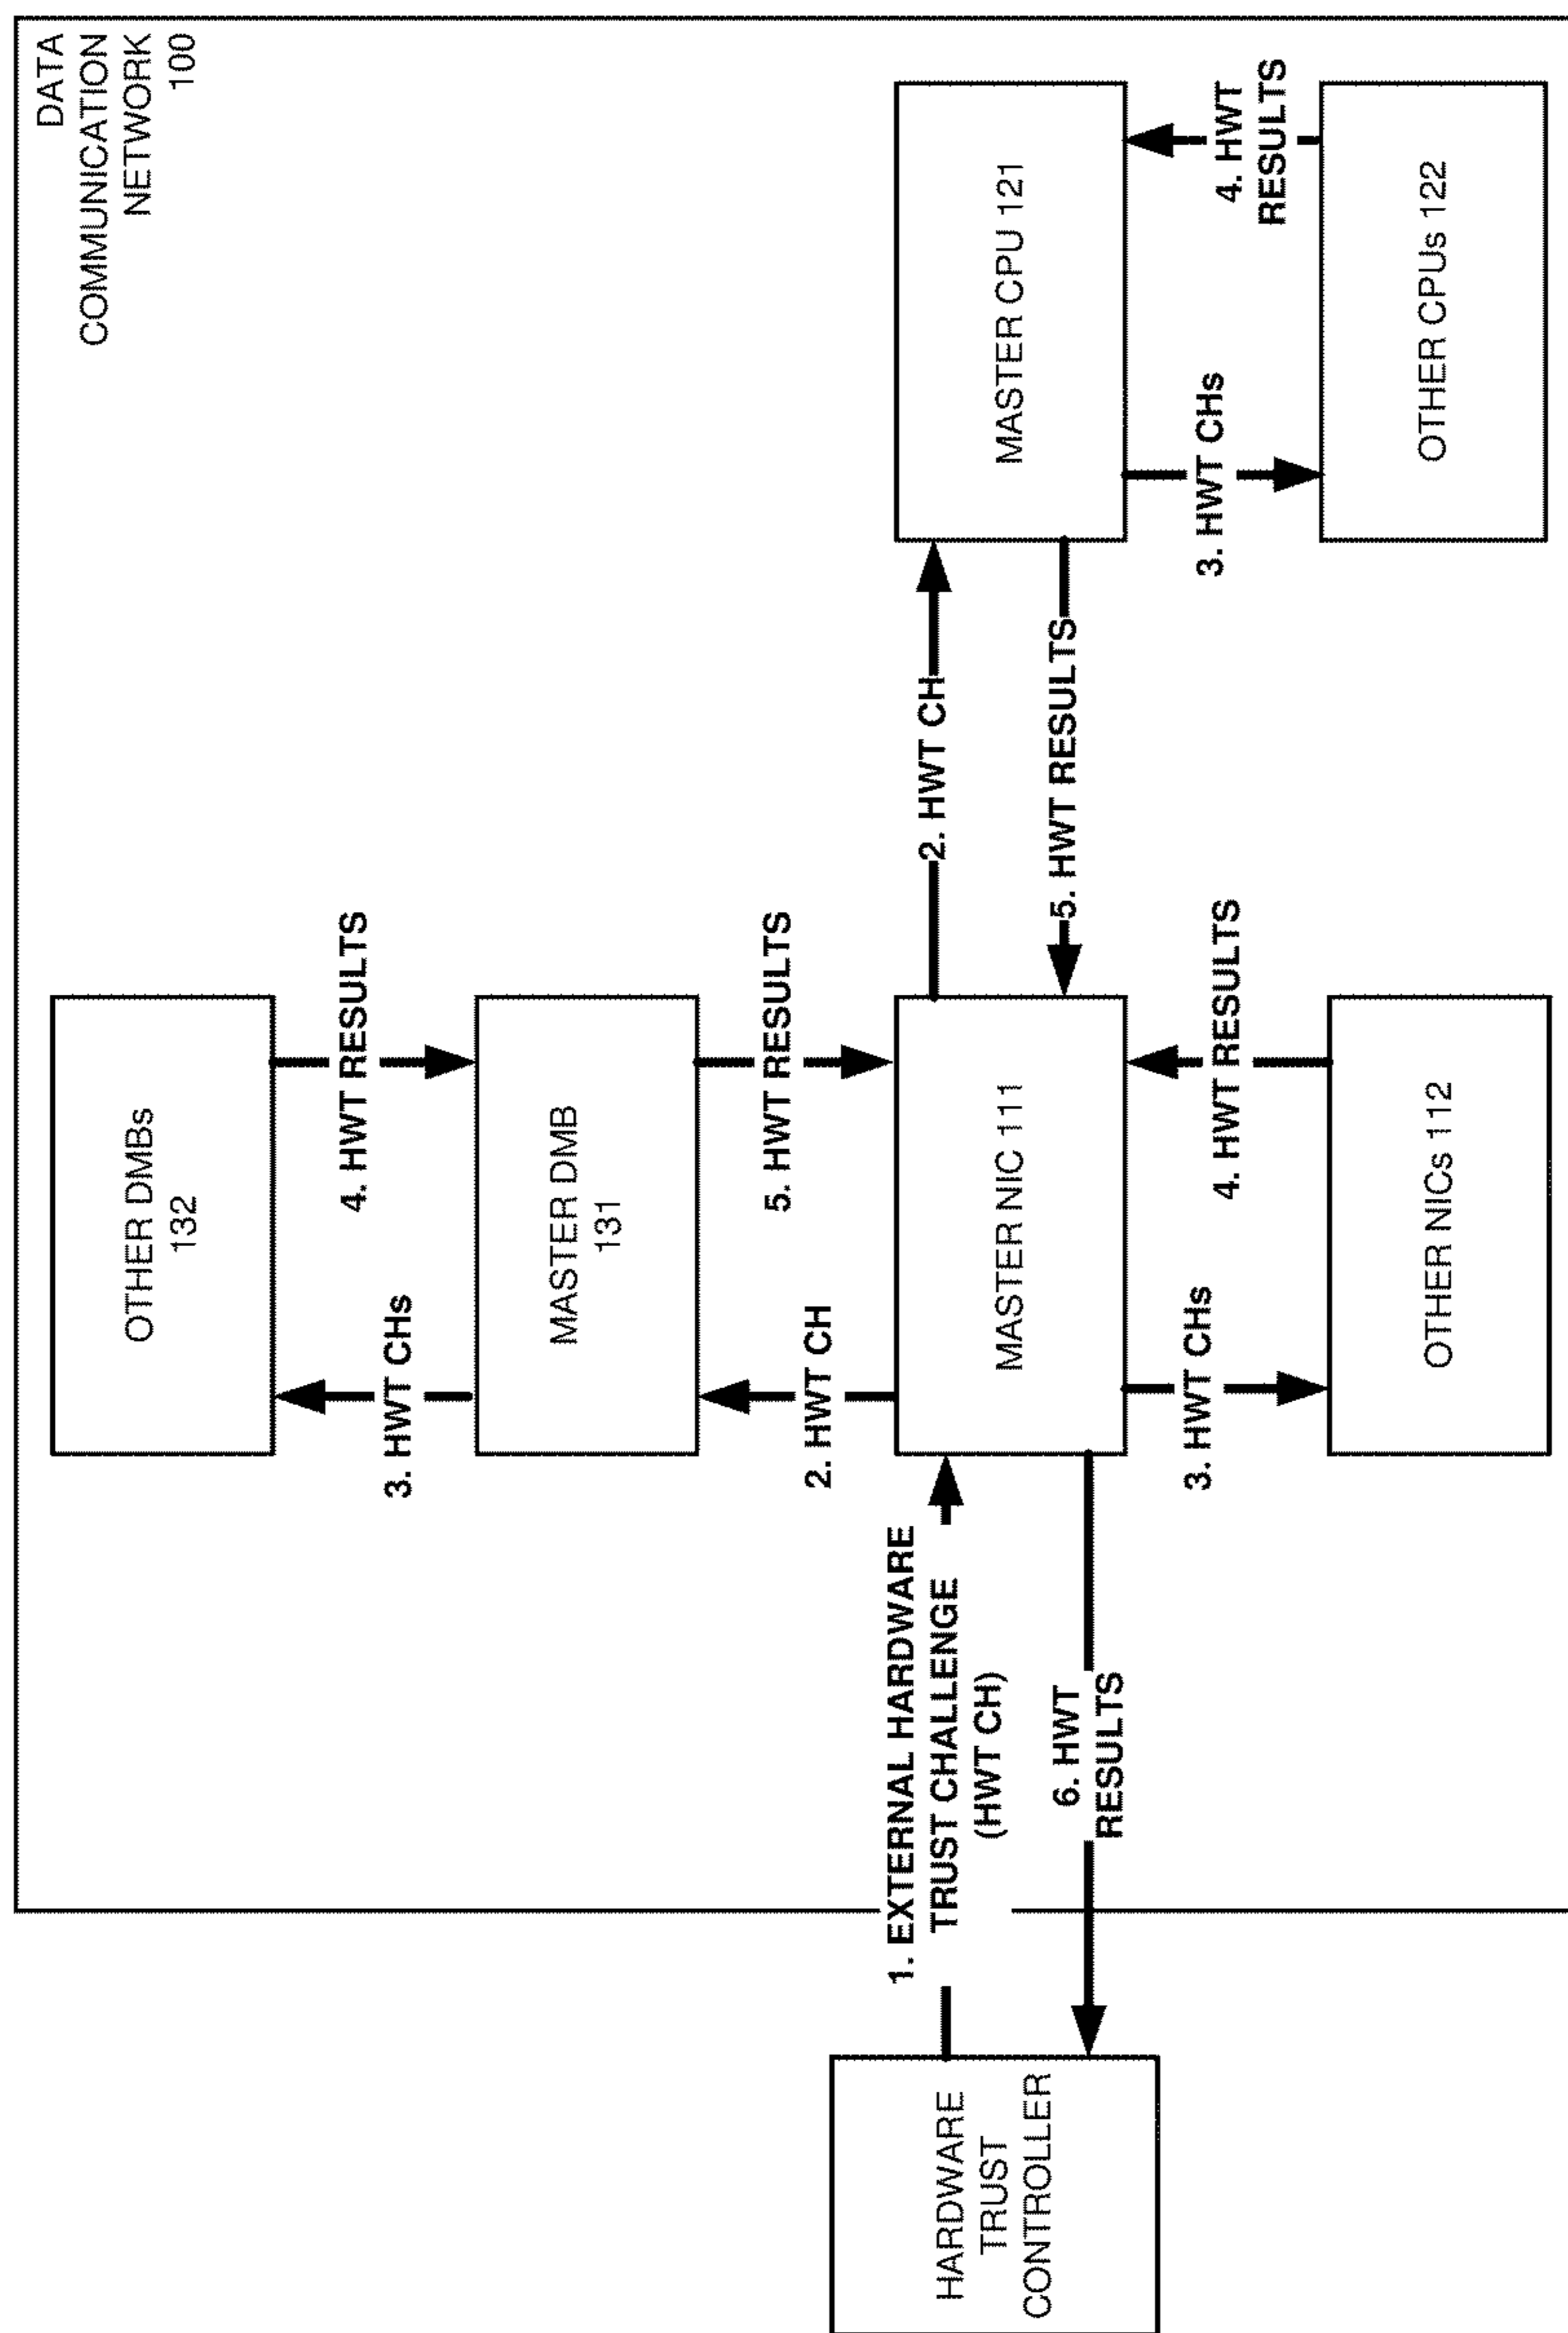 DATA
COMMUNICATION
NETWORK
100
OTHER DMBs
132
3. HWT CHs
4. HWT RESULTS
MASTER DMB
131
2. HWT CH
5. HWT RESULTS
HARDWARE
TRUST
CONTROLLER
1. EXTERNAL HARDWARE
TRUST CHALLENGE
(HWT CH)
6. HWT
RESULTS
MASTER NIC 111
2. HWT CH
5. HWT RESULTS
MASTER CPU 121
3. HWT CHs
4. HWT RESULTS
OTHER NICs 112
3. HWT CHs
4. HWT
RESULTS
OTHER CPUs 122